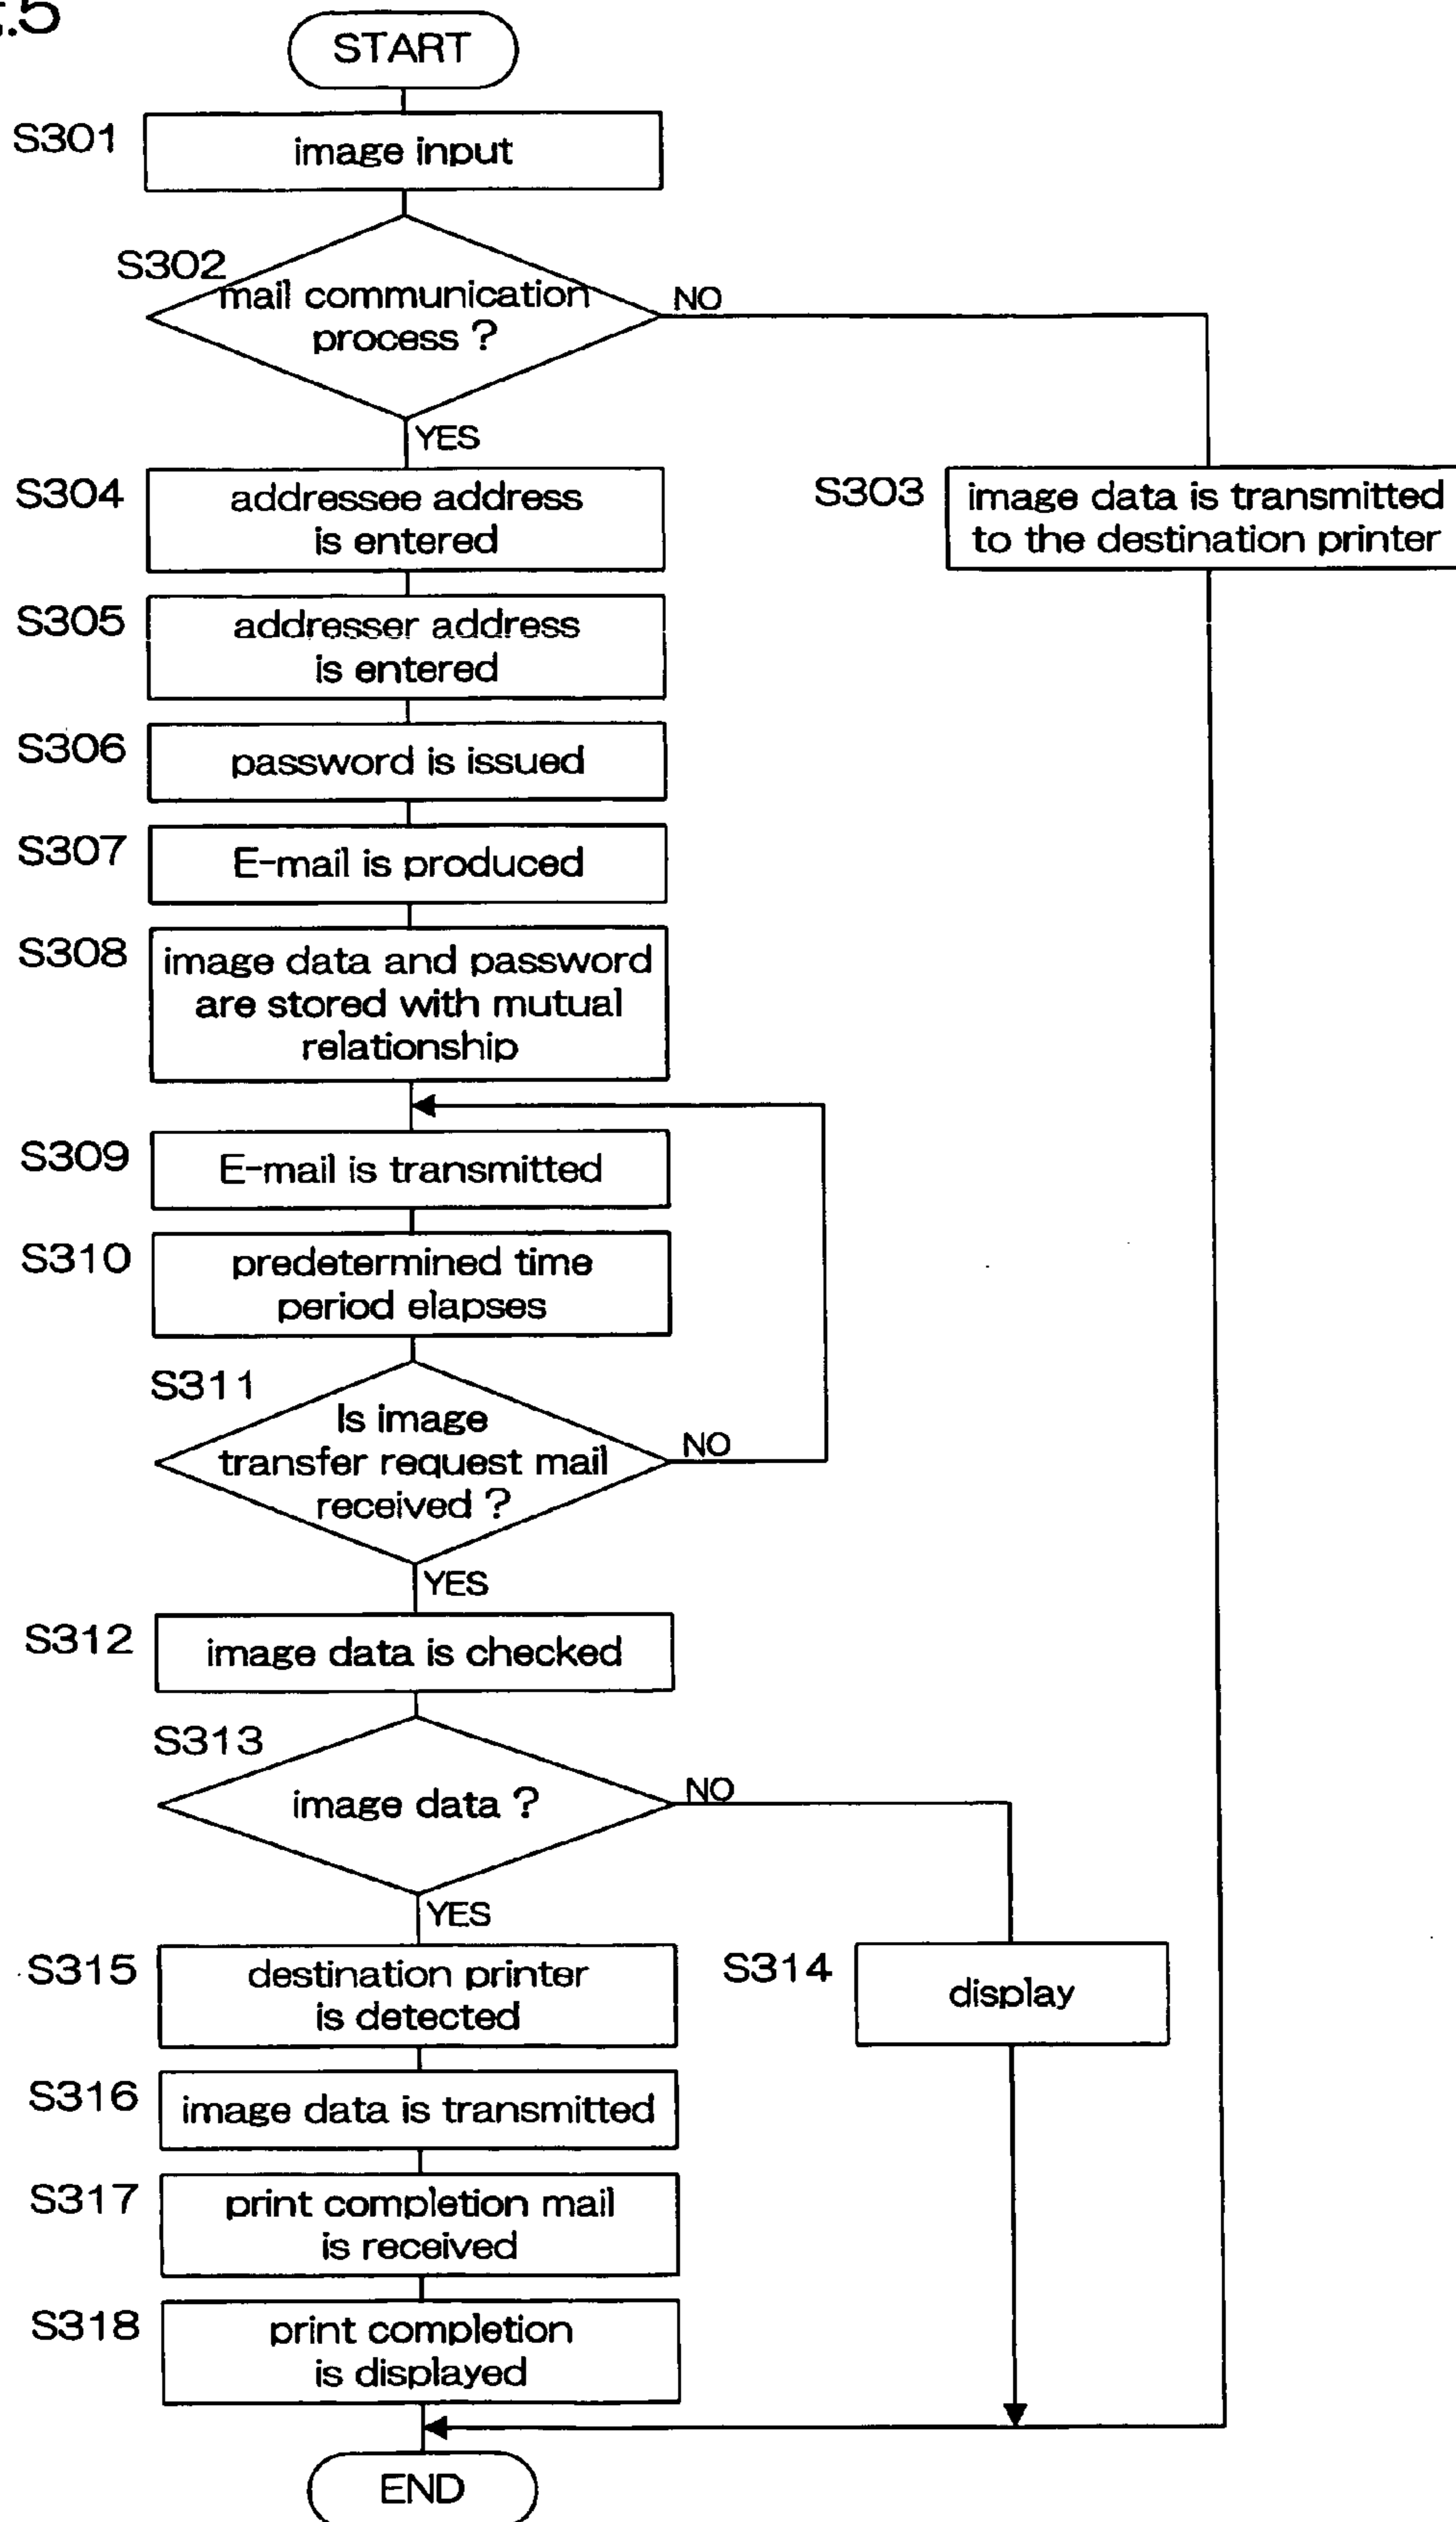 START
S301
image input
S302
mail communication
process ?
NO
YES
S304
addressee address
is entered
S303
image data is transmitted
to the destination printer
S305
addresser address
is entered
S306
password is issued
S307
E-mail is produced
S308
image data and password
are stored with mutual
relationship
S309
E-mail is transmitted
S310
predetermined time
period elapses
S311
Is image
transfer request mail
received ?
NO
YES
S312
image data is checked
S313
image data ?
NO
YES
S315
destination printer
is detected
S314
display
S316
image data is transmitted
S317
print completion mail
is received
S318
print completion
is displayed
END